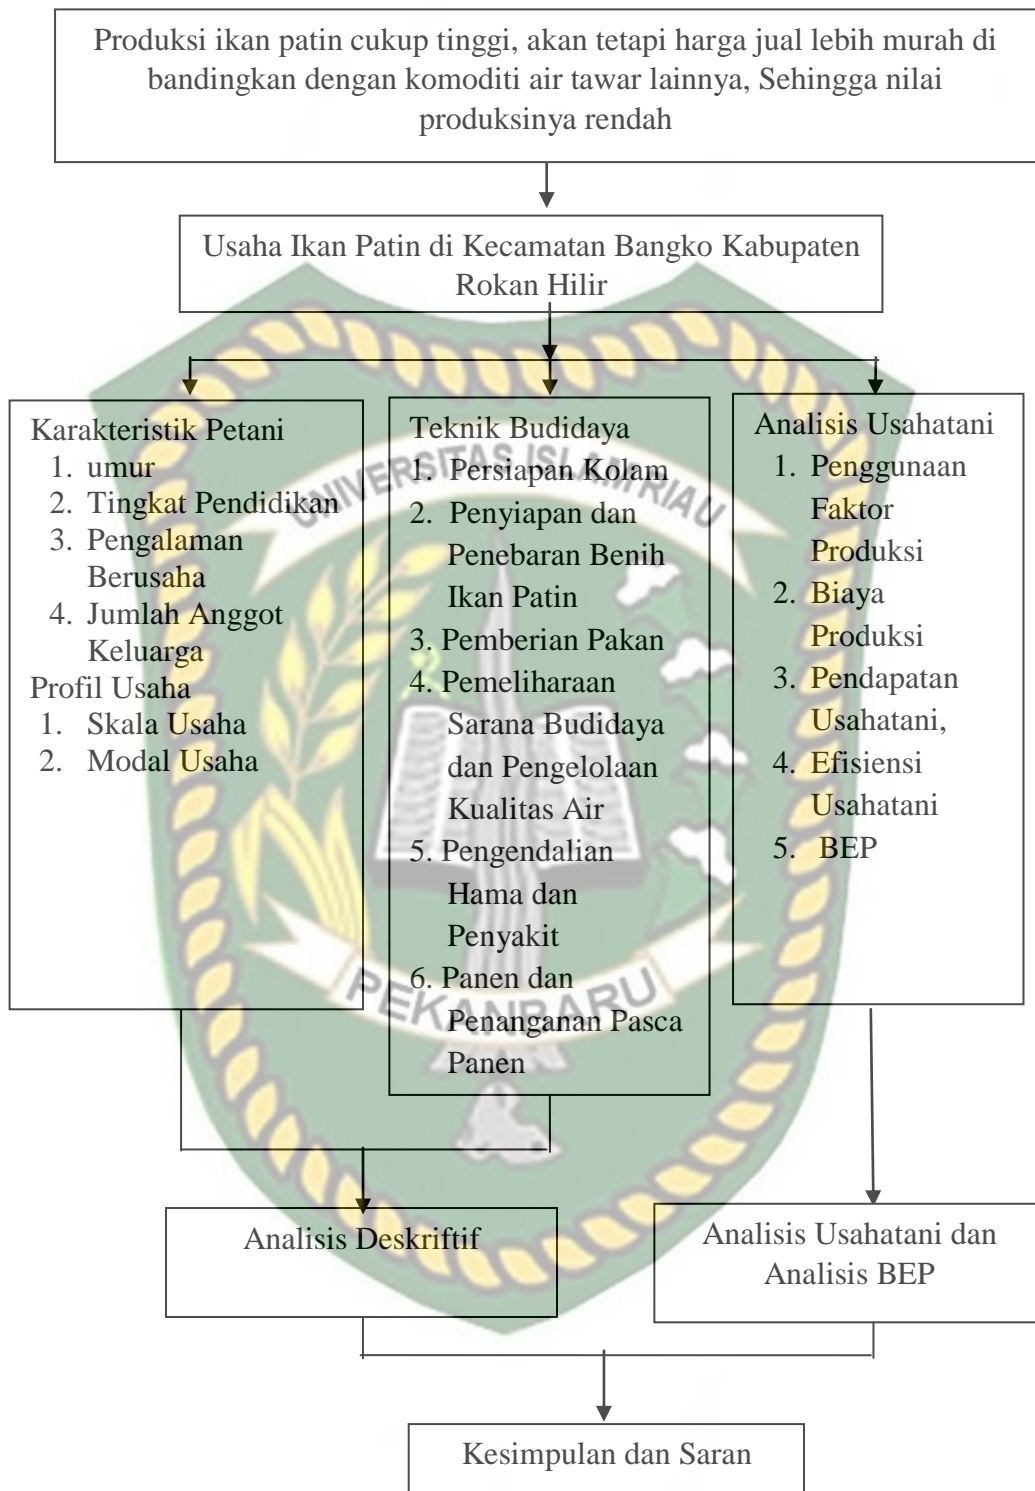 Produksi ikan patin cukup tinggi, akan tetapi harga jual lebih murah di
bandingkan dengan komoditi air tawar lainnya, Sehingga nilai
produksinya rendah
Usaha Ikan Patin di Kecamatan Bangko Kabupaten
Rokan Hilir
Karakteristik Petani
1. umur
2. Tingkat Pendidikan
3. Pengalaman
Berusaha
4. Jumlah Anggot
Keluarga
Profil Usaha
1. Skala Usaha
2. Modal Usaha
Teknik Budidaya
1. Persiapan Kolam
2. Penyiapan dan
Penebaran Benih
Ikan Patin
3. Pemberian Pakan
4. Pemeliharaan
Sarana Budidaya
dan Pengelolaan
Kualitas Air
5. Pengendalian
Hama dan
Penyakit
6. Panen dan
Penanganan Pasca
Panen
Analisis Usahatani
1. Penggunaan
Faktor
Produksi
2. Biaya
Produksi
3. Pendapatan
Usahatani,
4. Efisiensi
Usahatani
5. BEP
UNIVERSITAS ISLAM RIAU
PEKANBARU
Analisis Deskriftif
Analisis Usahatani dan
Analisis BEP
Kesimpulan dan Saran